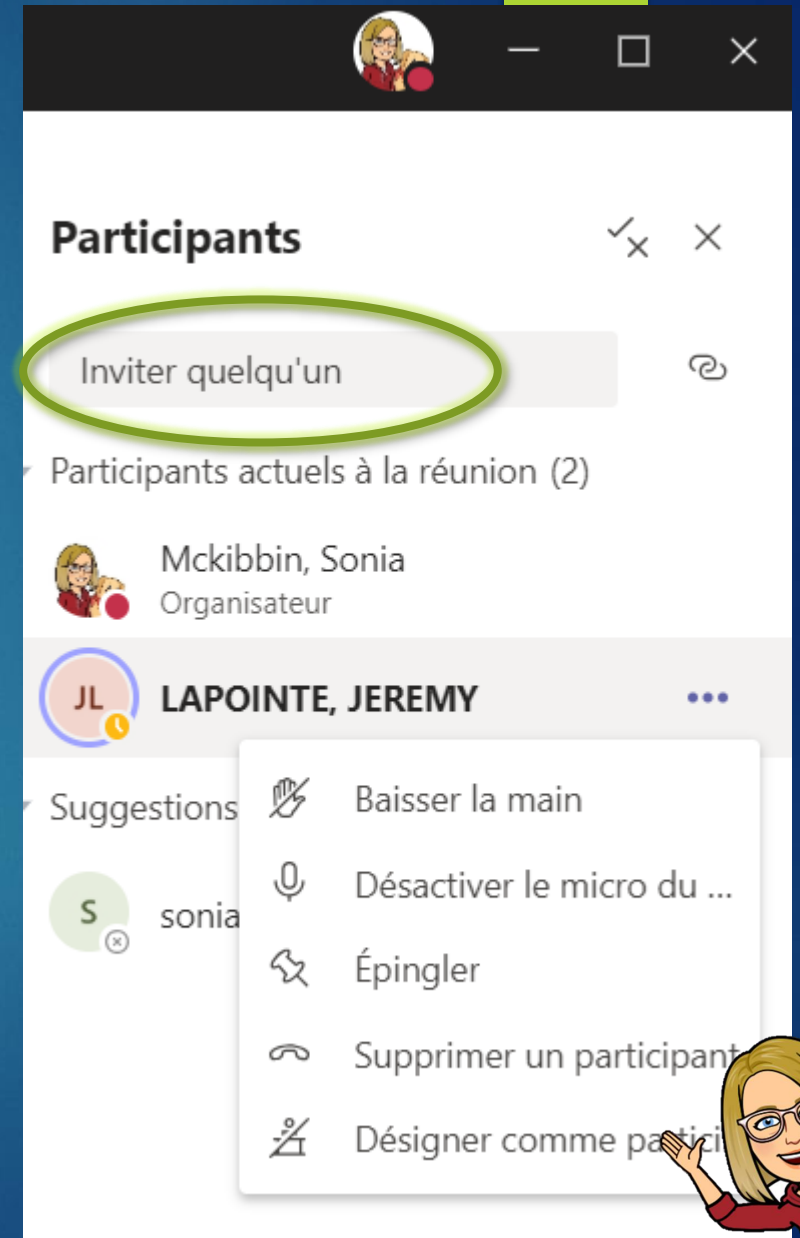 Participants
Inviter quelqu'un
Participants actuels à la réunion (2)
Mckibbin, Sonia
Organisateur
JL LAPOINTE, JEREMY
Suggestions
Baisser la main
S sonia
Désactiver le micro du ...
Épingler
Supprimer un participant
Désigner comme